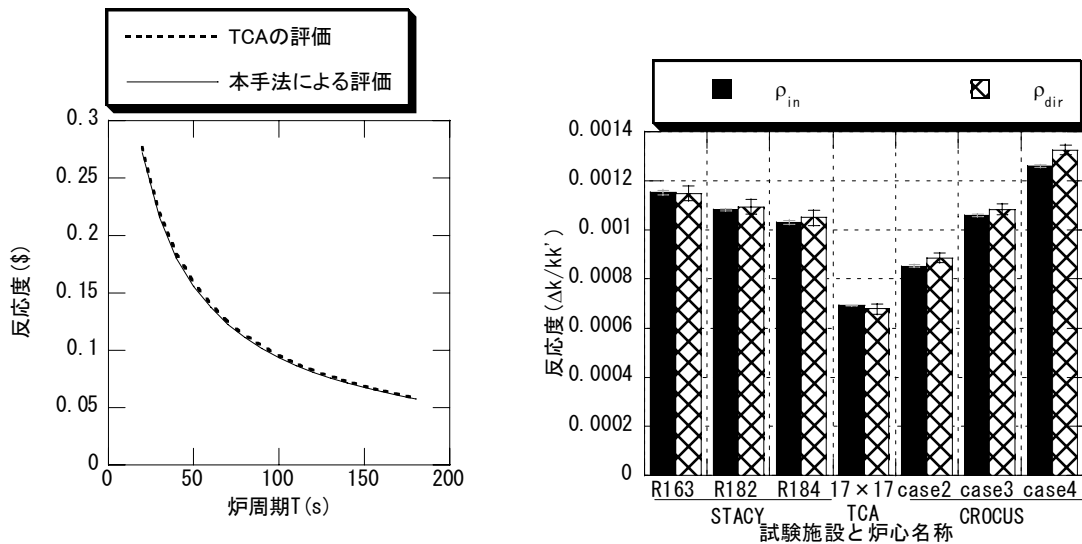 TCAの評価
本手法による評価
0.3
0.25
0.2
0.15
0.1
0.05
0
反応度($)
0 50 100 150 200
炉周期T(s)
ρin ρdir
0.0014
0.0012
0.001
0.0008
0.0006
0.0004
0.0002
0
反応度(Δk/kk')
R163 R182 R184 17×17 case2 case3 case4
STACY TCA CROCUS
試験施設と炉心名称